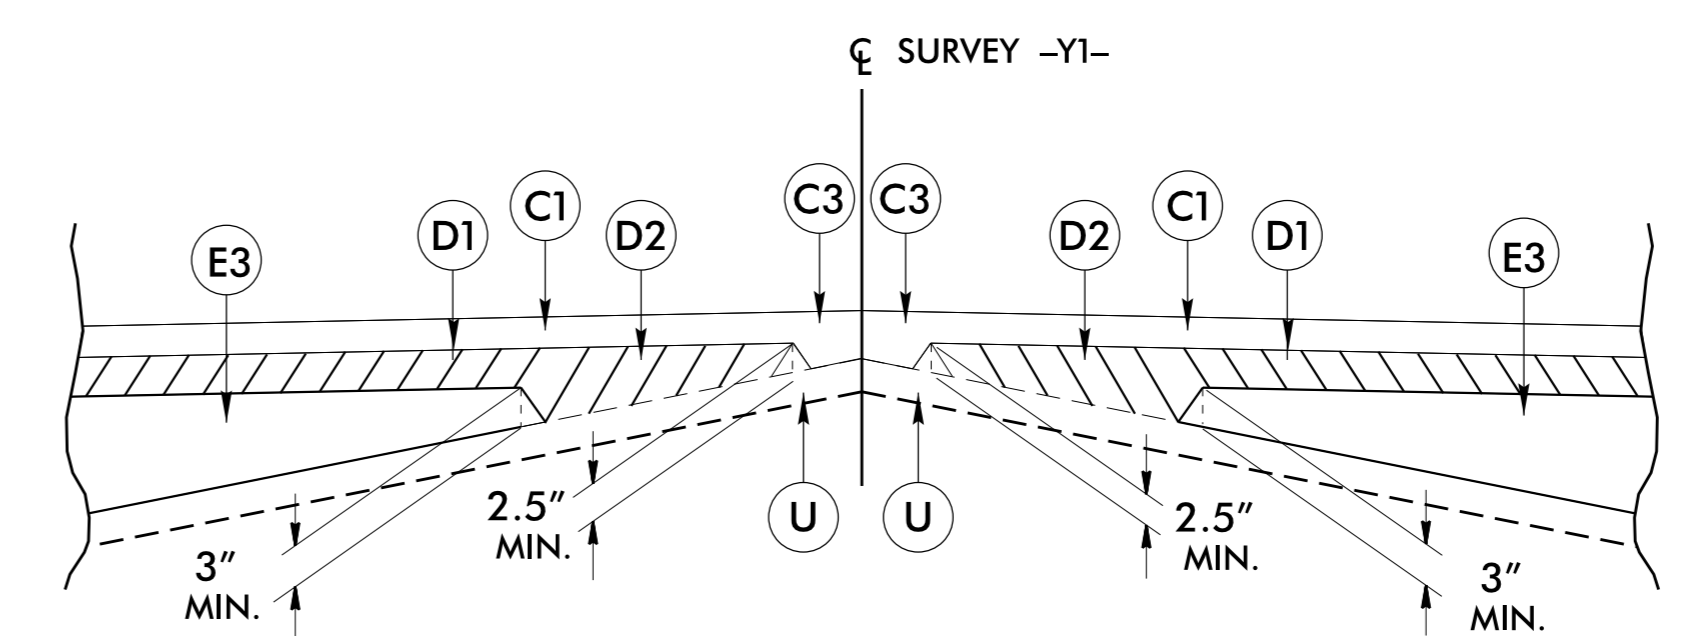 ℄ SURVEY –Y1–
C3 C3
C1 C1
D1 D2 D2 D1
E3 E3
2.5" MIN.
U U
2.5" MIN.
3" MIN.
3" MIN.